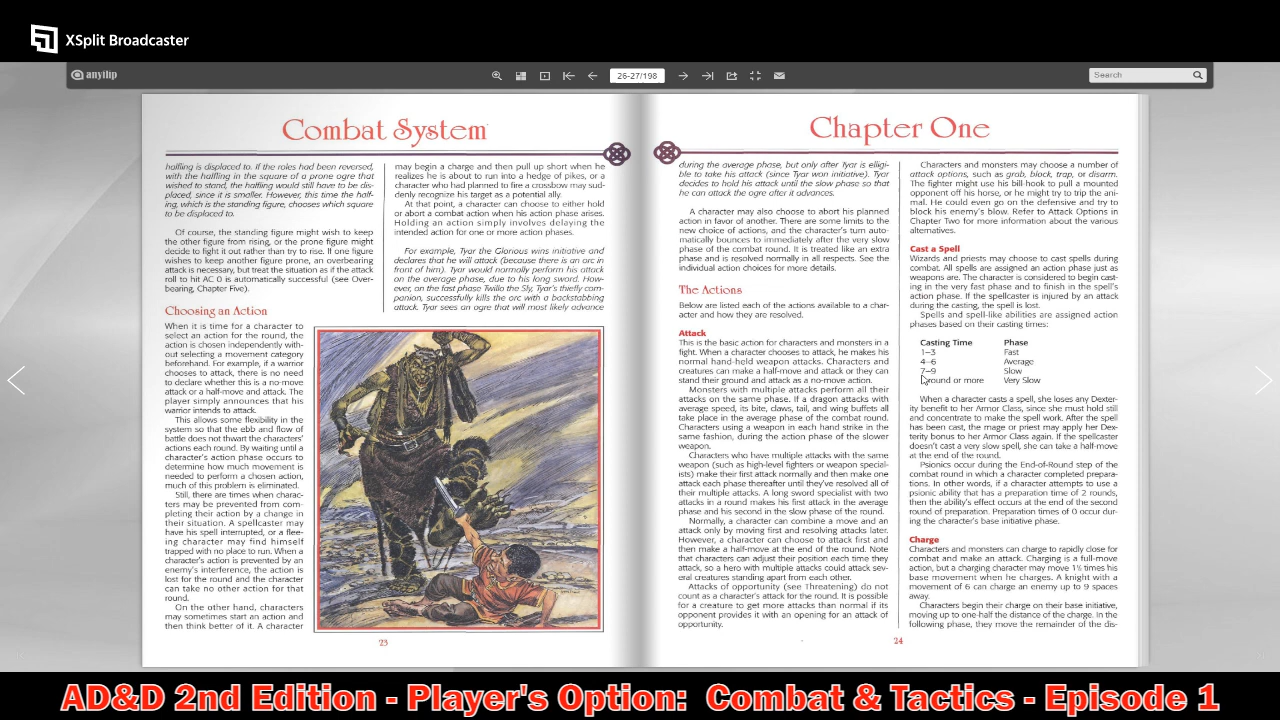 XSplit Broadcaster
anyflip
26-27/198
Search
Combat System
halfling is displaced to. If the roles had been reversed,
with the halfling in the square of a prone ogre that
wished to stand, the halfling would still have to be dis-
placed, since it is smaller. However, this time the half-
ing, which is the standing figure, chooses which square
to be displaced to.
Of course, the standing figure might wish to keep
the other figure from rising, or the prone figure might
decide to fight it out rather than try to rise. If one figure
wishes to keep another figure prone, an overbearing
attack is necessary, but treat the situation as if the attack
roll to hit AC 0 is automatically successful (see Over-
bearing, Chapter Five).
Choosing an Action
When it is time for a character to
select an action for the round, the
action is chosen independently with-
out selecting a movement category
beforehand. For example, if a warrior
chooses to attack, there is no need
to declare whether this is a no-move
attack or a half-move and attack. The
player simply announces that his
warrior intends to attack.
This allows some flexibility in the
system so that the ebb and flow of
battle does not thwart the characters'
actions each round. By waiting until a
character's action phase occurs to
determine how much movement is
needed to perform a chosen action,
much of this problem is eliminated.
Still, there are times when charac-
ters may be prevented from com-
pleting their action by a change in
their situation. A spellcaster may
have his spell interrupted, or a flee-
ing character may find himself
trapped with no place to run. When a
character's action is prevented by an
enemy's interference, the action is
lost for the round and the character
can take no other action for that
round.
On the other hand, characters
may sometimes start an action and
then think better of it. A character
may begin a charge and then pull up short when he
realizes he is about to run into a hedge of pikes, or a
character who had planned to fire a crossbow may sud-
denly recognize his target as a potential ally.
At that point, a character can choose to either hold
or abort a combat action when his action phase arises.
Holding an action simply involves delaying the
intended action for one or more action phases.
For example, Tyar the Glorious wins initiative and
declares that he will attack (because there is an orc in
front of him). Tyar would normally perform his attack
on the average phase, due to his long sword. How-
ever, on the fast phase Twillo the Sly, Tyar's thiefly com-
panion, successfully kills the orc with a backstabbing
attack. Tyar sees an ogre that will most likely advance
23
Chapter One
during the average phase, but only after Tyar is elligi-
ble to take his attack (since Tyar won initiative). Tyar
decides to hold his attack until the slow phase so that
he can attack the ogre after it advances.
A character may also choose to abort his planned
action in favor of another. There are some limits to the
new choice of actions, and the character's turn auto-
matically bounces to immediately after the very slow
phase of the combat round. It is treated like an extra
phase and is resolved normally in all respects. See the
individual action choices for more details.
The Actions
Below are listed each of the actions available to a char-
acter and how they are resolved.
Attack
This is the basic action for characters and monsters in a
fight. When a character chooses to attack, he makes his
normal hand-held weapon attacks. Characters and
creatures can make a half-move and attack or they can
stand their ground and attack as a no-move action.
Monsters with multiple attacks perform all their
attacks on the same phase. If a dragon attacks with
average speed, its bite, claws, tail, and wing buffets all
take place in the average phase of the combat round.
Characters using a weapon in each hand strike in the
same fashion, during the action phase of the slower
weapon.
Characters who have multiple attacks with the same
weapon (such as high-level fighters or weapon special-
ists) make their first attack normally and then make one
attack each phase thereafter until they've resolved all of
their multiple attacks. A long sword specialist with two
attacks in a round makes his first attack in the average
phase and his second in the slow phase of the round.
Normally, a character can combine a move and an
attack only by moving first and resolving attacks later.
However, a character can choose to attack first and
then make a half-move at the end of the round. Note
that characters can adjust their position each time they
attack, so a hero with multiple attacks could attack sev-
eral creatures standing apart from each other.
Attacks of opportunity (see Threatening) do not
count as a character's attack for the round. It is possible
for a creature to get more attacks than normal if its
opponent provides it with an opening for an attack of
opportunity.
Characters and monsters may choose a number of
attack options, such as grab, block, trap, or disarm.
The fighter might use his bill-hook to pull a mounted
opponent off his horse, or he might try to trip the ani-
mal. He could even go on the defensive and try to
block his enemy's blow. Refer to Attack Options in
Chapter Two for more information about the various
alternatives.
Cast a Spell
Wizards and priests may choose to cast spells during
combat. All spells are assigned an action phase just as
weapons are. The character is considered to begin cast-
ing in the very fast phase and to finish in the spell's
action phase. If the spellcaster is injured by an attack
during the casting, the spell is lost.
Spells and spell-like abilities are assigned action
phases based on their casting times:
Casting Time Phase
1–3 Fast
4–6 Average
7–9 Slow
round or more Very Slow
When a character casts a spell, she loses any Dexter-
ity benefit to her Armor Class, since she must hold still
and concentrate to make the spell work. After the spell
has been cast, the mage or priest may apply her Dex-
terity bonus to her Armor Class again. If the spellcaster
doesn't cast a very slow spell, she can take a half-move
at the end of the round.
Psionics occur during the End-of-Round step of the
combat round in which a character completed prepara-
tions. In other words, if a character attempts to use a
psionic ability that has a preparation time of 2 rounds,
then the ability's effect occurs at the end of the second
round of preparation. Preparation times of 0 occur dur-
ing the character's base initiative phase.
Charge
Characters and monsters can charge to rapidly close for
combat and make an attack. Charging is a full-move
action, but a charging character may move 1½ times his
base movement when he charges. A knight with a
movement of 6 can charge an enemy up to 9 spaces
away.
Characters begin their charge on their base initiative,
moving up to one-half the distance of the charge. In the
following phase, they move the remainder of the dis-
24
AD&D 2nd Edition - Player's Option: Combat & Tactics - Episode 1